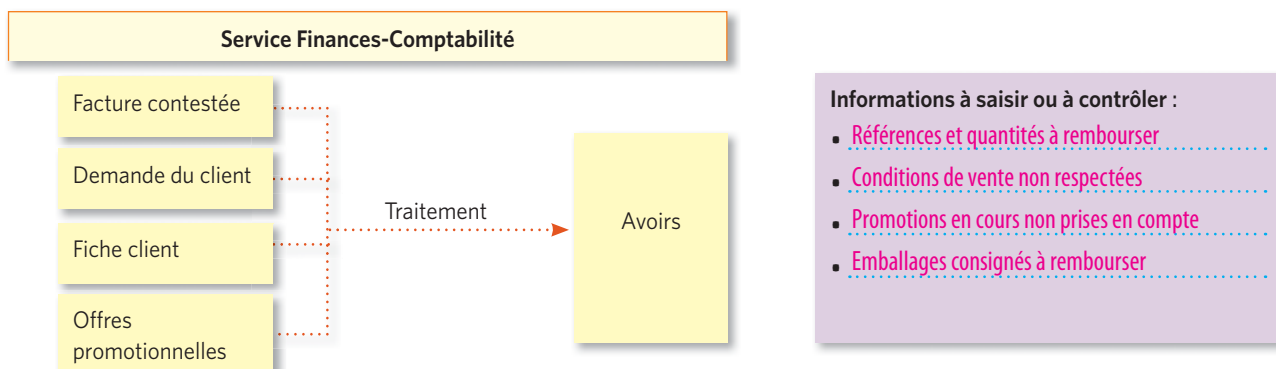 Service Finances-Comptabilité
Facture contestée
Demande du client
Fiche client
Offres
promotionnelles
Traitement
Avoirs
Informations à saisir ou à contrôler :
▪ Références et quantités à rembourser
▪ Conditions de vente non respectées
▪ Promotions en cours non prises en compte
▪ Emballages consignés à rembourser